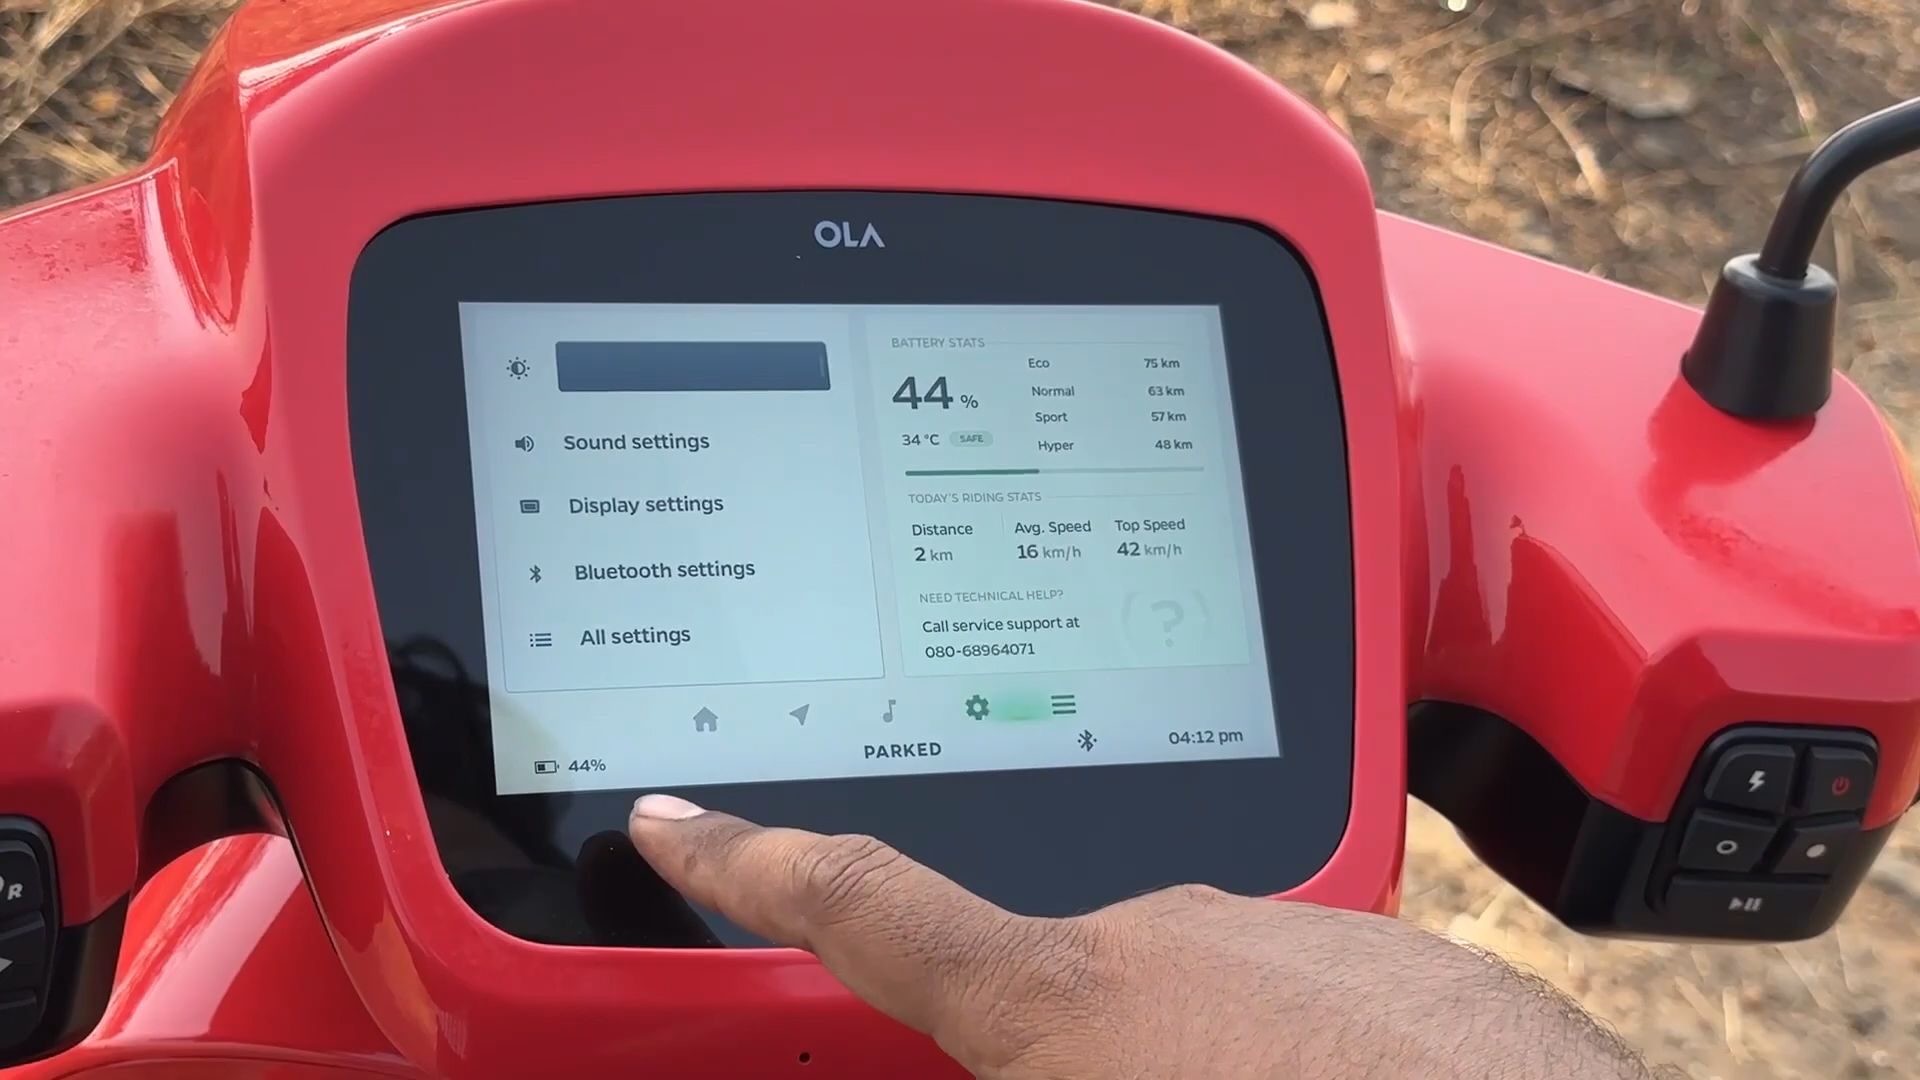 OLA
Sound settings
Display settings
Bluetooth settings
All settings
BATTERY STATS
44 %
34 °C SAFE
Eco 75 km
Normal 63 km
Sport 57 km
Hyper 48 km
TODAY'S RIDING STATS
Distance Avg. Speed Top Speed
2 km 16 km/h 42 km/h
NEED TECHNICAL HELP?
Call service support at
080-68964071
?
44% PARKED 04:12 pm
R